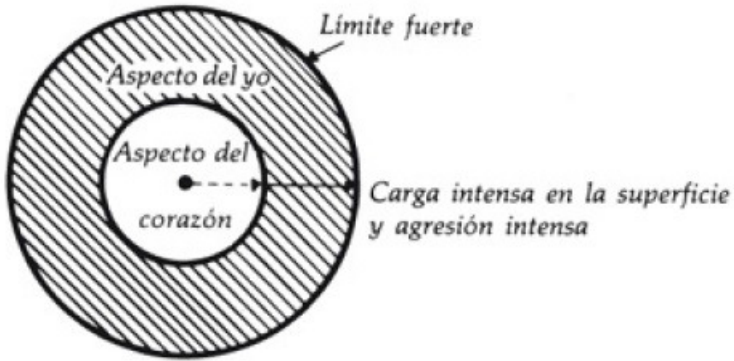 Límite fuerte
Aspecto del yo
Aspecto del
corazón
Carga intensa en la superficie
y agresión intensa